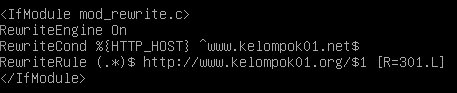 <IfModule mod_rewrite.c>
RewriteEngine On
RewriteCond %{HTTP_HOST} ^www.kelompok01.net$
RewriteRule (.*)$ http://www.kelompok01.org/$1 [R=301.L]
</IfModule>